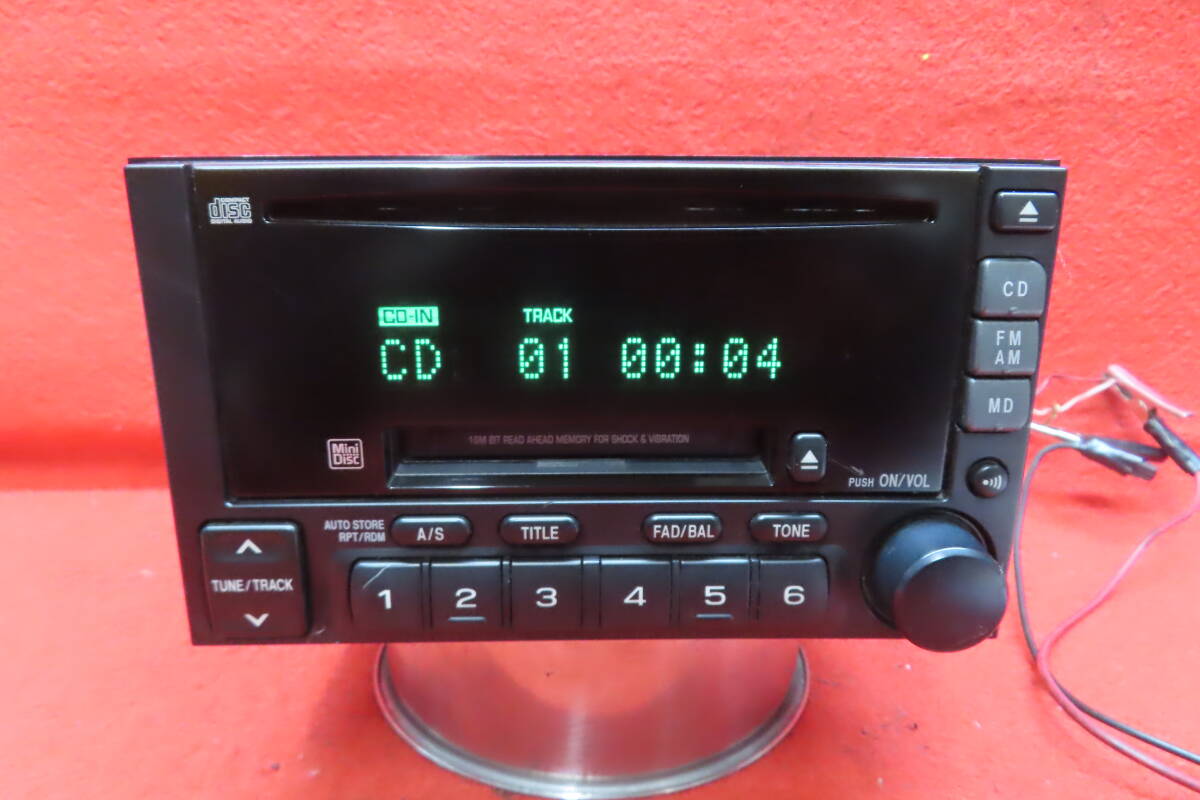 COMPACT
disc
DIGITAL AUDIO
CD
CD-IN TRACK
CD 01 00:04
FM
AM
MD
Mini
Disc
16M-BIT READ AHEAD MEMORY FOR SHOCK & VIBRATION
PUSH ON/VOL
AUTO STORE
RPT/RDM
A/S TITLE FAD/BAL TONE
TUNE/TRACK
1 2 3 4 5 6